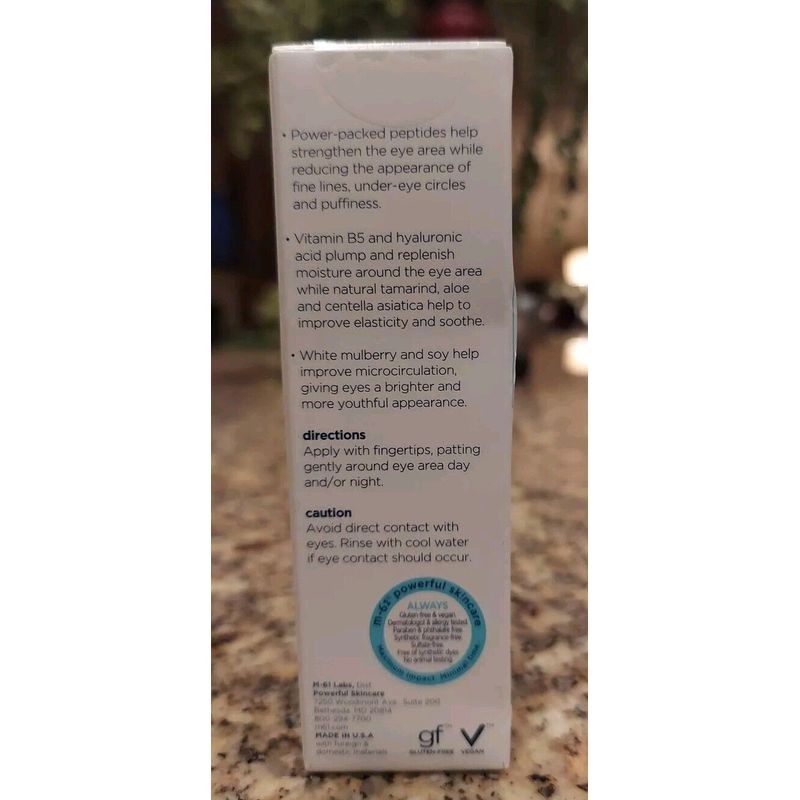 • Power-packed peptides help
strengthen the eye area while
reducing the appearance of
fine lines, under-eye circles
and puffiness.
• Vitamin B5 and hyaluronic
acid plump and replenish
moisture around the eye area
while natural tamarind, aloe
and centella asiatica help to
improve elasticity and soothe.
• White mulberry and soy help
improve microcirculation,
giving eyes a brighter and
more youthful appearance.
directions
Apply with fingertips, patting
gently around eye area day
and/or night.
caution
Avoid direct contact with
eyes. Rinse with cool water
if eye contact should occur.
m-61® powerful skincare
ALWAYS
Gluten-free & vegan.
Dermatologist & allergy tested.
Paraben & phthalate free.
Synthetic fragrance-free.
Sulfate-free.
Free of synthetic dyes.
No animal testing.
Maximum impact. Minimal time.
M-61 Labs, Dist
Powerful Skincare
7250 Woodmont Ave. Suite 200
Bethesda, MD 20814
800-294-7700
m61.com
MADE IN U.S.A
with foreign &
domestic materials
gf™
GLUTEN-FREE
V™
VEGAN